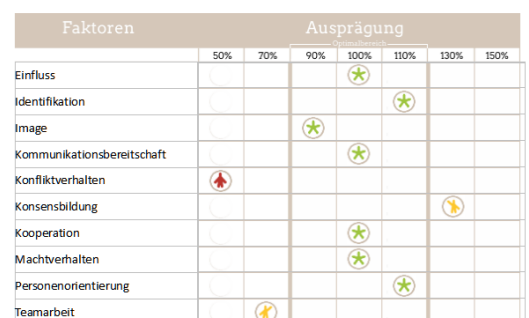 Faktoren Ausprägung
Optimalbereich
50% 70% 90% 100% 110% 130% 150%
Einfluss
Identifikation
Image
Kommunikationsbereitschaft
Konfliktverhalten
Konsensbildung
Kooperation
Machtverhalten
Personenorientierung
Teamarbeit